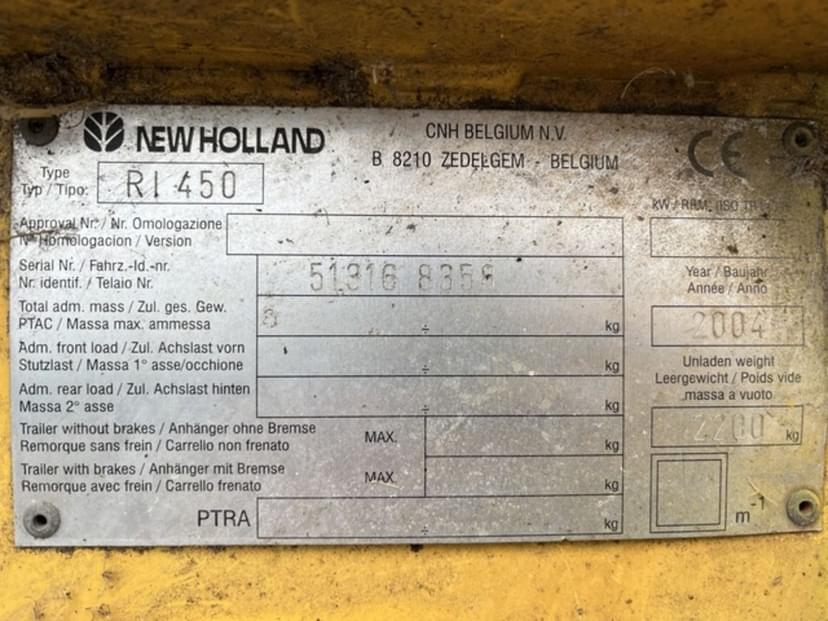 NEW HOLLAND
CNH BELGIUM N.V.
B 8210 ZEDELGEM - BELGIUM
CE
Type
Typ / Tipo:
RI 450
Approval Nr. / Nr. Omologazione
N° Homologacion / Version
kW / RPM (ISO
Serial Nr. / Fahrz.-Id.-nr.
Nr. identif. / Telaio Nr.
51316 8358
Year / Baujahr
Année / Anno
2004
Total adm. mass / Zul. ges. Gew.
PTAC / Massa max. ammessa
÷ kg
Adm. front load / Zul. Achslast vorn
Stutzlast / Massa 1° asse/occhione
÷ kg
Unladen weight
Leergewicht / Poids vide
massa a vuoto
2200 kg
Adm. rear load / Zul. Achslast hinten
Massa 2° asse
÷ kg
Trailer without brakes / Anhänger ohne Bremse
Remorque sans frein / Carrello non frenato
MAX. kg
Trailer with brakes / Anhänger mit Bremse
Remorque avec frein / Carrello frenato
MAX. kg
PTRA ÷ kg
m-1